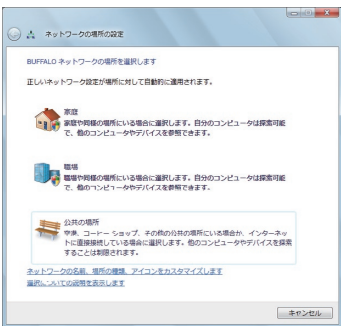 ネットワークの場所の設定
BUFFALO ネットワークの場所を選択します
正しいネットワーク設定が場所に対して自動的に適用されます。
家庭
家庭や同様の場所にいる場合に選択します。自分のコンピュータは探索可能
で、他のコンピュータやデバイスを参照できます。
職場
職場や同様の場所にいる場合に選択します。自分のコンピュータは探索可能
で、他のコンピュータやデバイスを参照できます。
公共の場所
空港、コーヒー ショップ、その他の公共の場所にいる場合か、インターネッ
トに直接接続している場合に選択します。他のコンピュータやデバイスを探索
することは制限されます。
ネットワークの名前、場所の種類、アイコンをカスタマイズします
選択についての説明を表示します
キャンセル